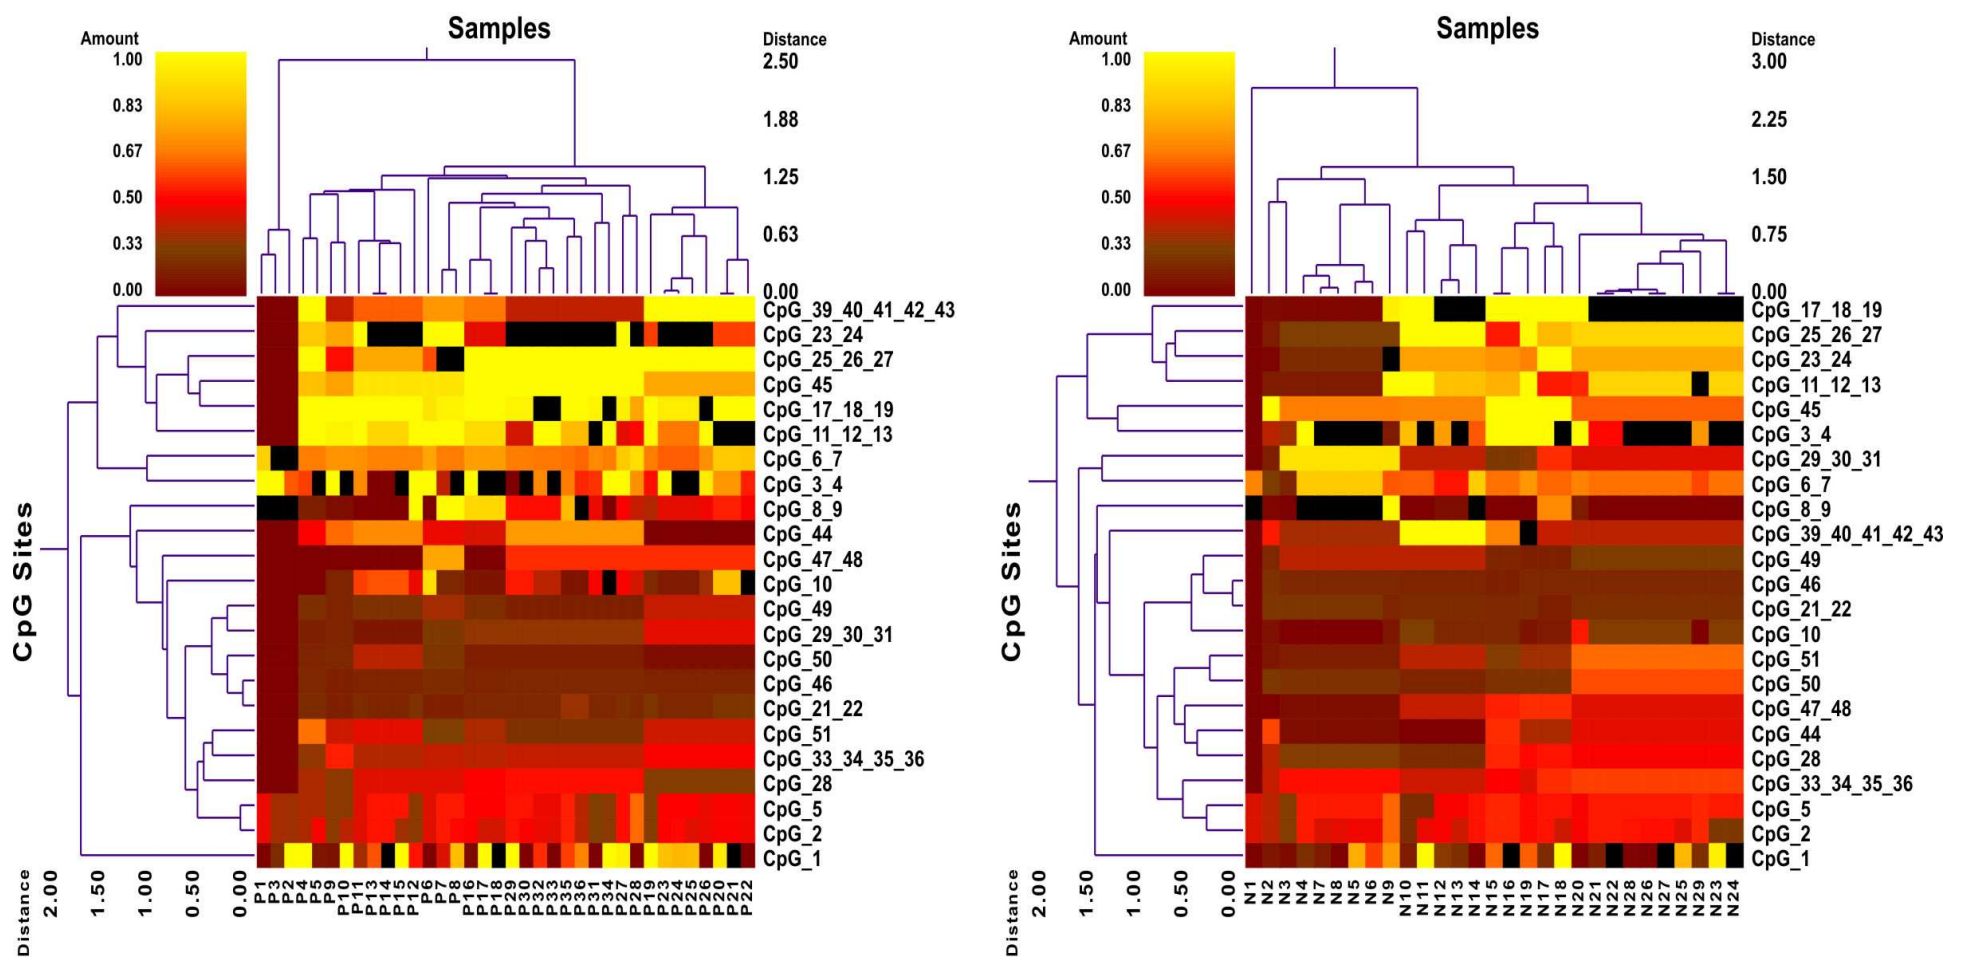 Samples
Amount
1.00
0.83
0.67
0.50
0.33
0.00
Distance
2.50
1.88
1.25
0.63
0.00
CpG_39_40_41_42_43
CpG_23_24
CpG_25_26_27
CpG_45
CpG_17_18_19
CpG_11_12_13
CpG_6_7
CpG_3_4
CpG_8_9
CpG_44
CpG_47_48
CpG_10
CpG_49
CpG_29_30_31
CpG_50
CpG_46
CpG_21_22
CpG_51
CpG_33_34_35_36
CpG_28
CpG_5
CpG_2
CpG_1
CpG Sites
Distance
2.00
1.50
1.00
0.50
0.00
P1
P3
P2
P4
P5
P9
P10
P11
P13
P14
P15
P12
P6
P7
P8
P16
P17
P18
P29
P30
P32
P33
P35
P36
P31
P34
P27
P28
P19
P23
P24
P25
P26
P20
P21
P22
Samples
Amount
1.00
0.83
0.67
0.50
0.33
0.00
Distance
3.00
2.25
1.50
0.75
0.00
CpG_17_18_19
CpG_25_26_27
CpG_23_24
CpG_11_12_13
CpG_45
CpG_3_4
CpG_29_30_31
CpG_6_7
CpG_8_9
CpG_39_40_41_42_43
CpG_49
CpG_46
CpG_21_22
CpG_10
CpG_51
CpG_50
CpG_47_48
CpG_44
CpG_28
CpG_33_34_35_36
CpG_5
CpG_2
CpG_1
CpG Sites
Distance
2.00
1.50
1.00
0.50
0.00
N1
N2
N3
N4
N7
N8
N5
N6
N9
N10
N11
N12
N13
N14
N15
N16
N19
N17
N18
N20
N21
N22
N28
N26
N27
N25
N29
N23
N24